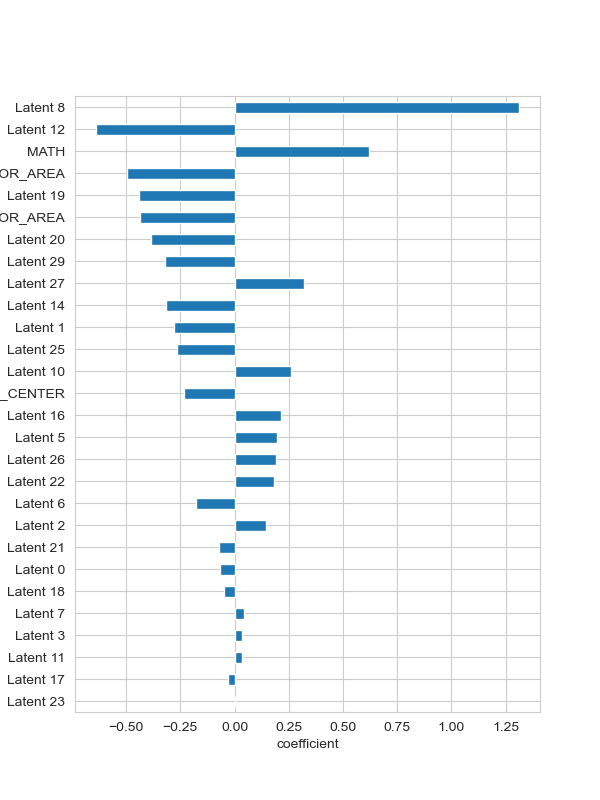 Latent 8
Latent 12
MATH
OR_AREA
Latent 19
OR_AREA
Latent 20
Latent 29
Latent 27
Latent 14
Latent 1
Latent 25
Latent 10
_CENTER
Latent 16
Latent 5
Latent 26
Latent 22
Latent 6
Latent 2
Latent 21
Latent 0
Latent 18
Latent 7
Latent 3
Latent 11
Latent 17
Latent 23
−0.50 −0.25 0.00 0.25 0.50 0.75 1.00 1.25
coefficient